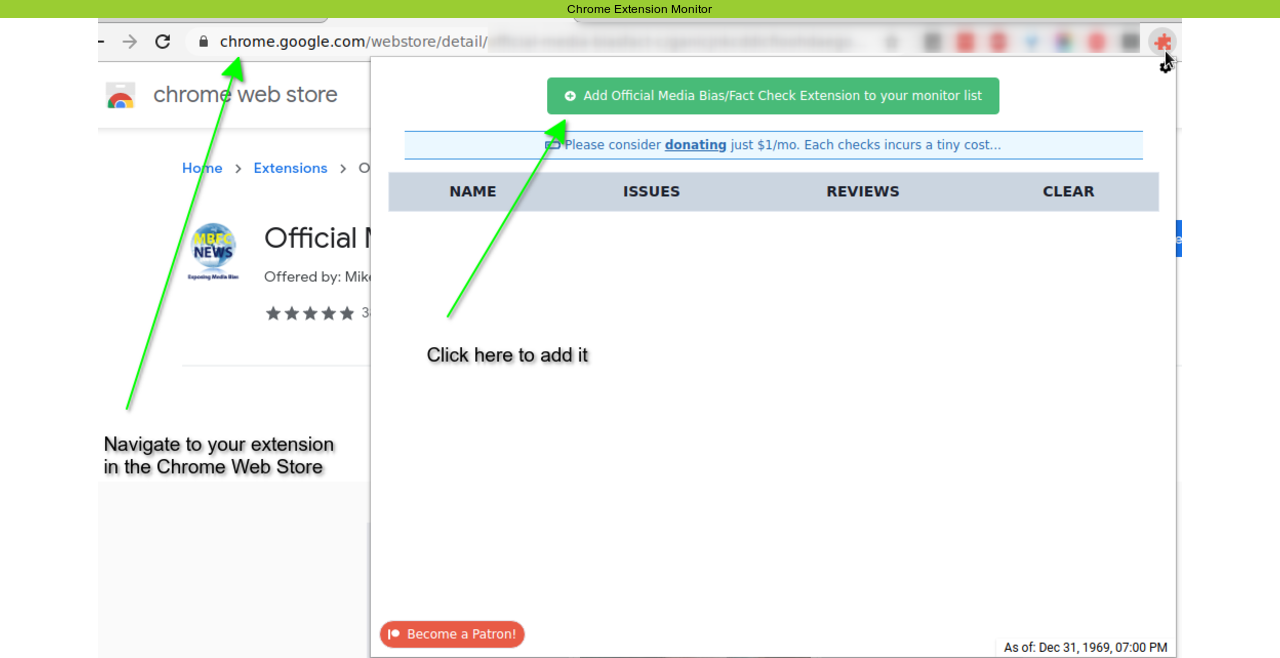 Chrome Extension Monitor
chrome.google.com/webstore/detail/
chrome web store
Add Official Media Bias/Fact Check Extension to your monitor list
Please consider donating just $1/mo. Each checks incurs a tiny cost...
Home > Extensions > O
NAME ISSUES REVIEWS CLEAR
MBFC
NEWS
Exposing Media Bias
Official M
Offered by: Mike
3
Click here to add it
Navigate to your extension
in the Chrome Web Store
Become a Patron!
As of: Dec 31, 1969, 07:00 PM